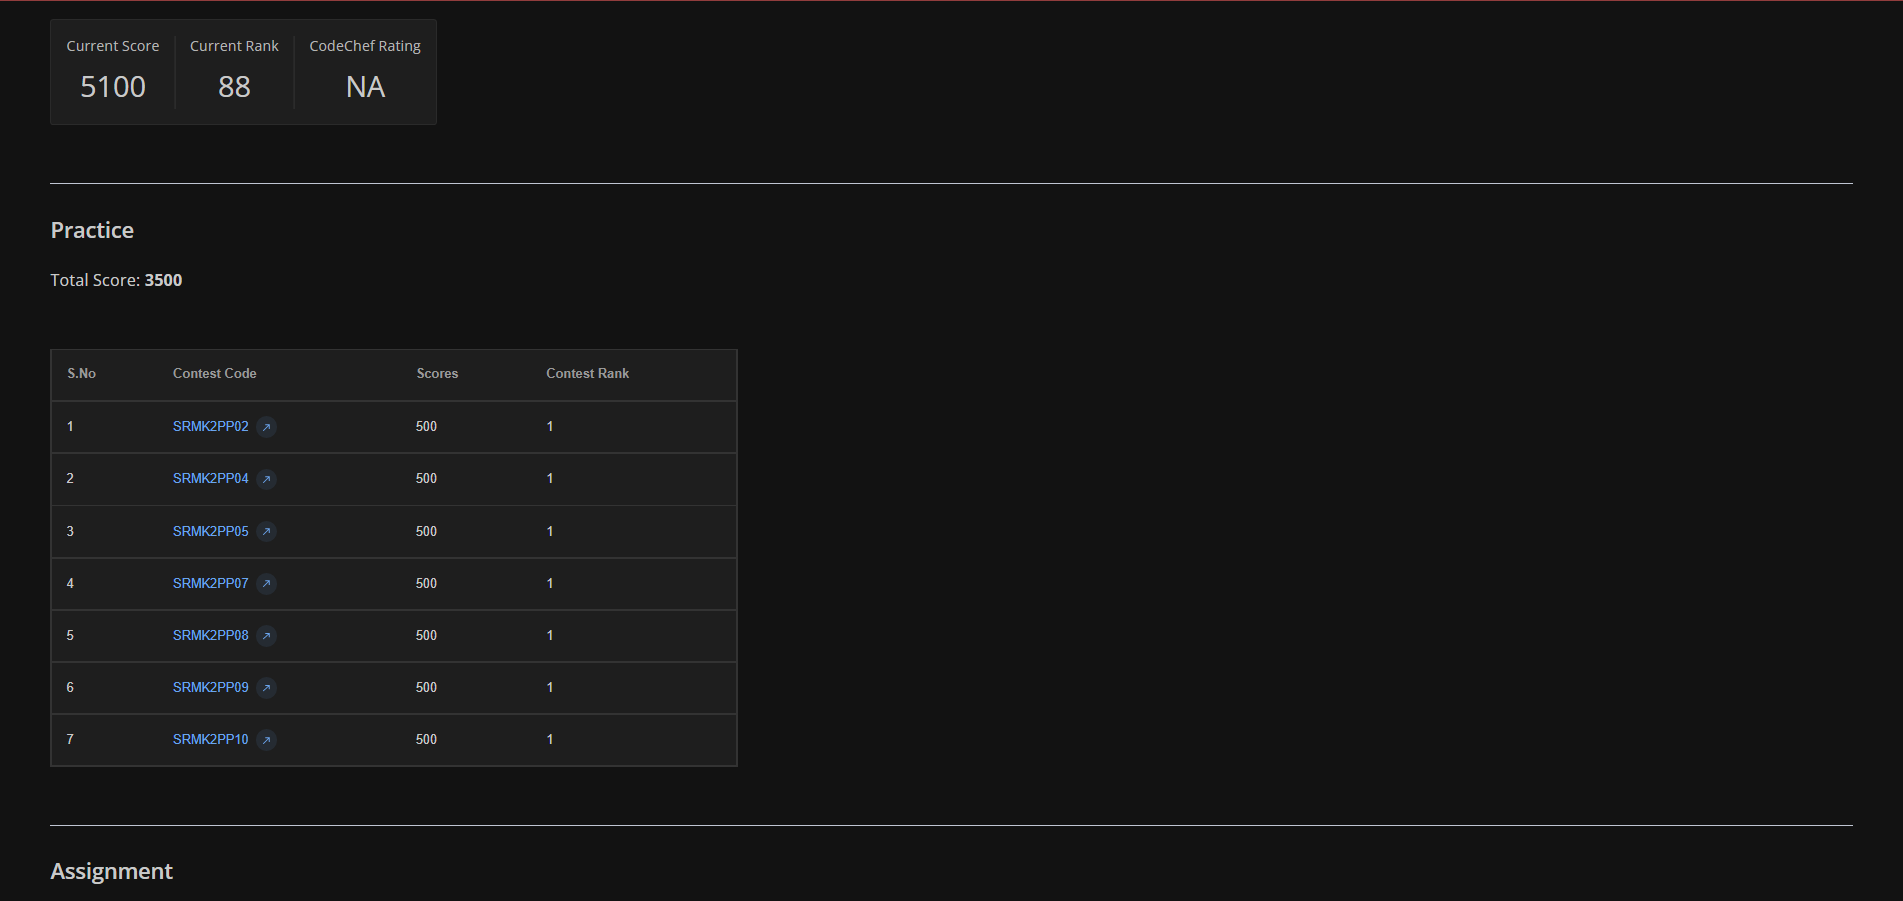 Current Score Current Rank CodeChef Rating
5100 88 NA
Practice
Total Score: 3500
S.No Contest Code Scores Contest Rank
1 SRMK2PP02 500 1
2 SRMK2PP04 500 1
3 SRMK2PP05 500 1
4 SRMK2PP07 500 1
5 SRMK2PP08 500 1
6 SRMK2PP09 500 1
7 SRMK2PP10 500 1
Assignment